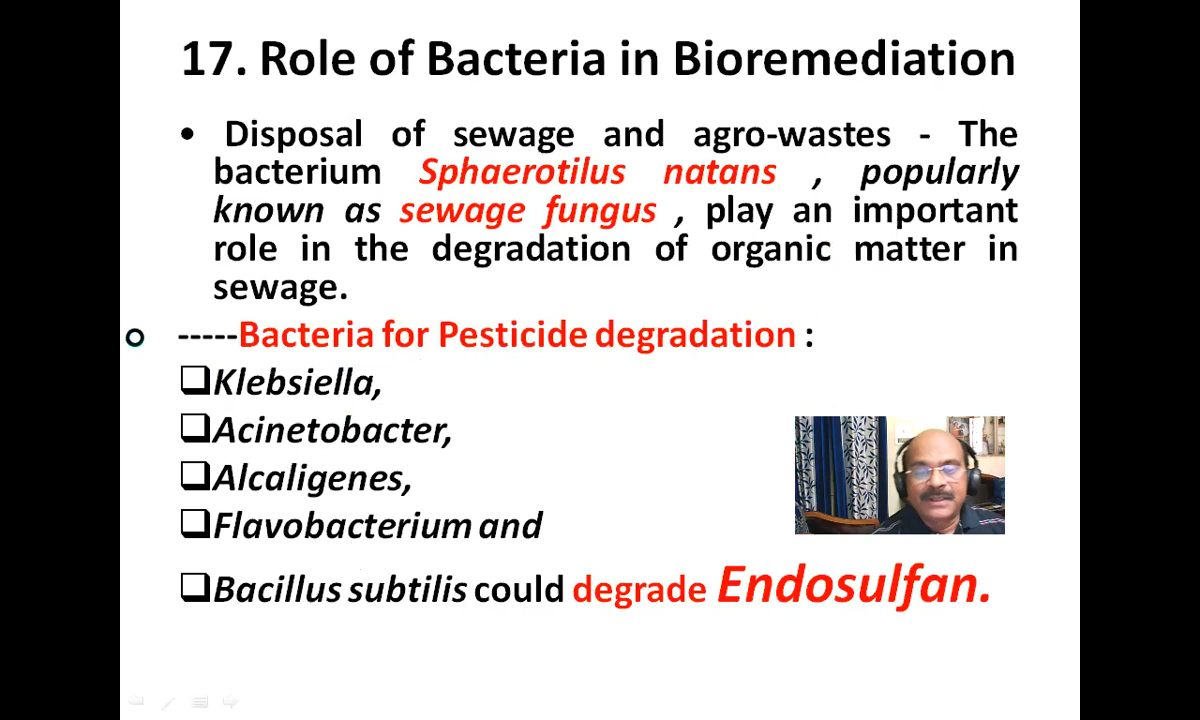 17. Role of Bacteria in Bioremediation
• Disposal of sewage and agro-wastes - The
bacterium Sphaerotilus natans , popularly
known as sewage fungus , play an important
role in the degradation of organic matter in
sewage.
-----Bacteria for Pesticide degradation :
❑Klebsiella,
❑Acinetobacter,
❑Alcaligenes,
❑Flavobacterium and
❑Bacillus subtilis could degrade Endosulfan.